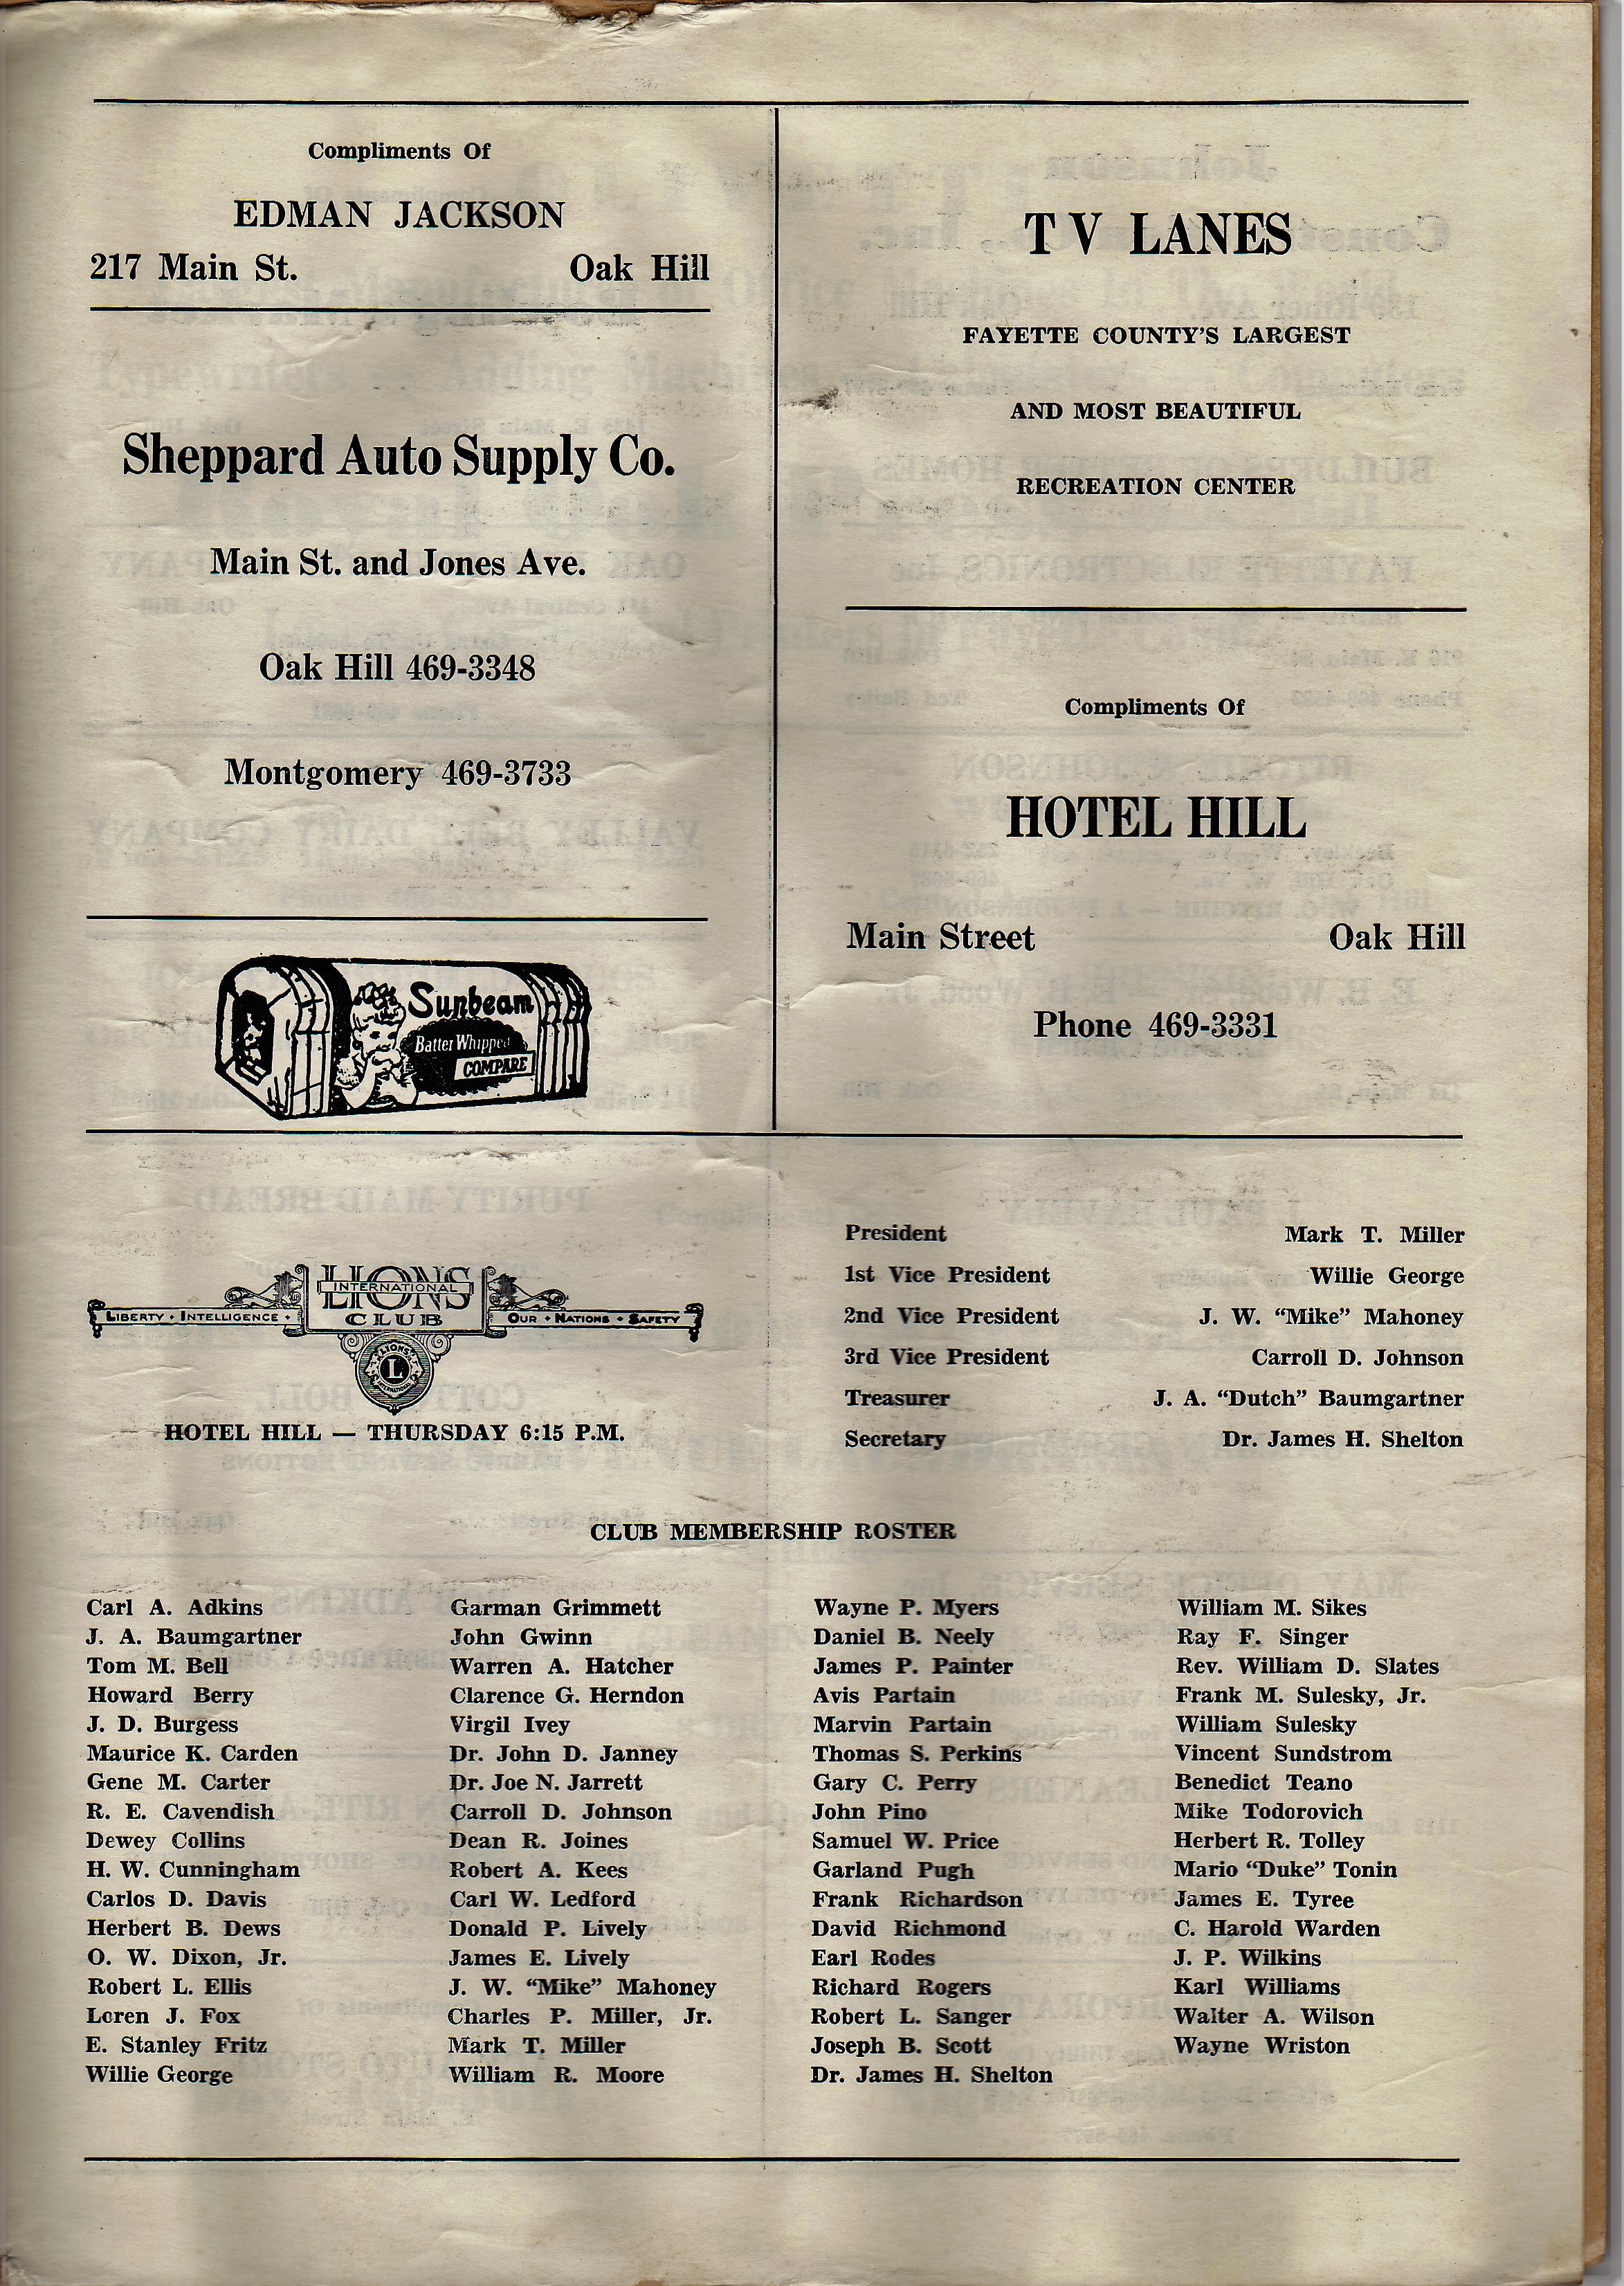 Compliments Of
EDMAN JACKSON
217 Main St. Oak Hill
Sheppard Auto Supply Co.
Main St. and Jones Ave.
Oak Hill 469-3348
Montgomery 469-3733
Sunbeam
Batter Whipped
COMPARE
T V LANES
FAYETTE COUNTY'S LARGEST
AND MOST BEAUTIFUL
RECREATION CENTER
Compliments Of
HOTEL HILL
Main Street Oak Hill
Phone 469-3331
LIONS
INTERNATIONAL
CLUB
LIBERTY • INTELLIGENCE •
OUR • NATIONS • SAFETY
LIONS
L
INTERNATIONAL
HOTEL HILL — THURSDAY 6:15 P.M.
President Mark T. Miller
1st Vice President Willie George
2nd Vice President J. W. “Mike” Mahoney
3rd Vice President Carroll D. Johnson
Treasurer J. A. “Dutch” Baumgartner
Secretary Dr. James H. Shelton
CLUB MEMBERSHIP ROSTER
Carl A. Adkins
J. A. Baumgartner
Tom M. Bell
Howard Berry
J. D. Burgess
Maurice K. Carden
Gene M. Carter
R. E. Cavendish
Dewey Collins
H. W. Cunningham
Carlos D. Davis
Herbert B. Dews
O. W. Dixon, Jr.
Robert L. Ellis
Loren J. Fox
E. Stanley Fritz
Willie George
Garman Grimmett
John Gwinn
Warren A. Hatcher
Clarence G. Herndon
Virgil Ivey
Dr. John D. Janney
Dr. Joe N. Jarrett
Carroll D. Johnson
Dean R. Joines
Robert A. Kees
Carl W. Ledford
Donald P. Lively
James E. Lively
J. W. “Mike” Mahoney
Charles P. Miller, Jr.
Mark T. Miller
William R. Moore
Wayne P. Myers
Daniel B. Neely
James P. Painter
Avis Partain
Marvin Partain
Thomas S. Perkins
Gary C. Perry
John Pino
Samuel W. Price
Garland Pugh
Frank Richardson
David Richmond
Earl Rodes
Richard Rogers
Robert L. Sanger
Joseph B. Scott
Dr. James H. Shelton
William M. Sikes
Ray F. Singer
Rev. William D. Slates
Frank M. Sulesky, Jr.
William Sulesky
Vincent Sundstrom
Benedict Teano
Mike Todorovich
Herbert R. Tolley
Mario “Duke” Tonin
James E. Tyree
C. Harold Warden
J. P. Wilkins
Karl Williams
Walter A. Wilson
Wayne Wriston